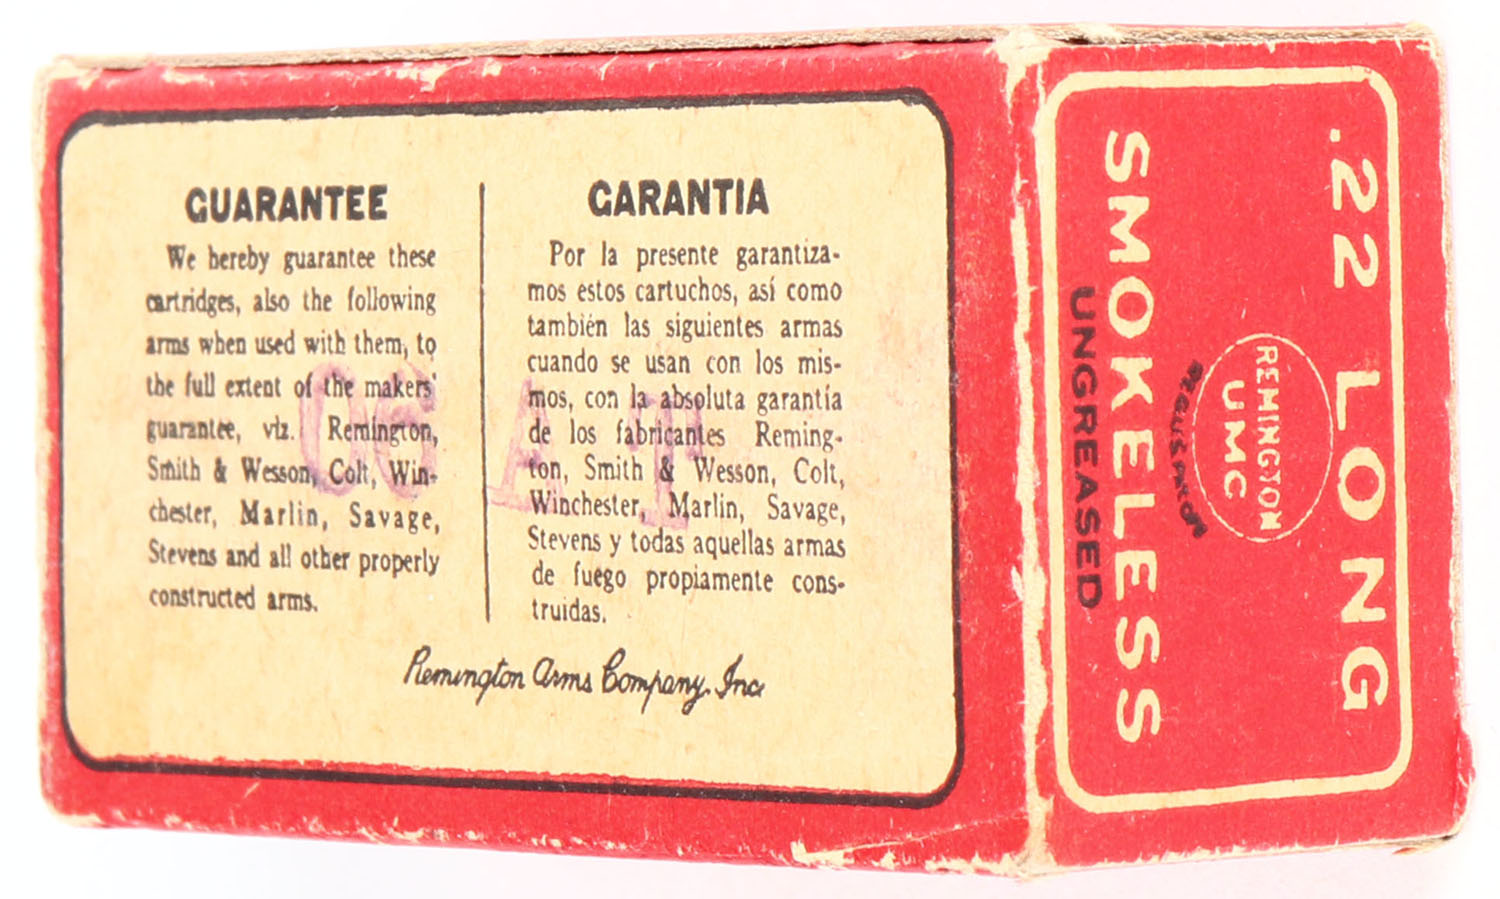 GUARANTEE
We hereby guarantee these
cartridges, also the following
arms when used with them, to
the full extent of the makers'
guarantee, viz. Remington,
Smith & Wesson, Colt, Win-
chester, Marlin, Savage,
Stevens and all other properly
constructed arms.
GARANTIA
Por la presente garantiza-
mos estos cartuchos, así como
también las siguientes armas
cuando se usan con los mis-
mos, con la absoluta garantía
de los fabricantes Reming-
ton, Smith & Wesson, Colt,
Winchester, Marlin, Savage,
Stevens y todas aquellas armas
de fuego propiamente cons-
truidas.
Remington Arms Company, Inc
.22 LONG
REMINGTON
UMC
REG.U.S.PAT.OFF.
SMOKELESS
UNGREASED